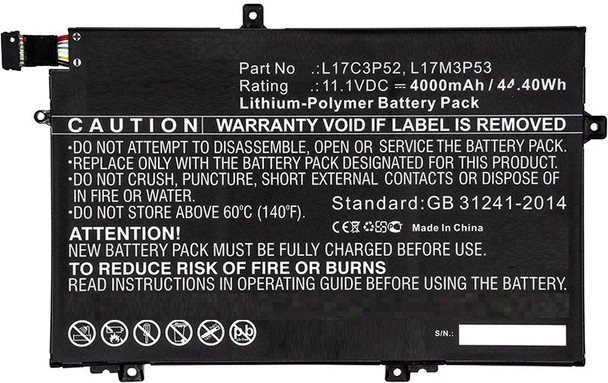 Part No .:L17C3P52, L17M3P53
Rating .:11.1VDC ⎓ 4000mAh / 44.40Wh
Lithium-Polymer Battery Pack
CAUTION WARRANTY VOID IF LABEL IS REMOVED
•DO NOT ATTEMPT TO DISASSEMBLE, OPEN OR SERVICE THE BATTERY PACK.
•REPLACE ONLY WITH THE BATTERY PACK DESIGNATED FOR THIS PRODUCT.
•DO NOT CRUSH, PUNCTURE, SHORT EXTERNAL CONTACTS OR DISPOSE OF
IN FIRE OR WATER.
•DO NOT STORE ABOVE 60°C (140°F).
Standard:GB 31241-2014
CE Made In China
ATTENTION!
NEW BATTERY PACK MUST BE FULLY CHARGED BEFORE USE.
TO REDUCE RISK OF FIRE OR BURNS
READ INSTRUCTIONS IN OPERATING GUIDE BEFORE USING THE BATTERY.
Pb
S/N.: